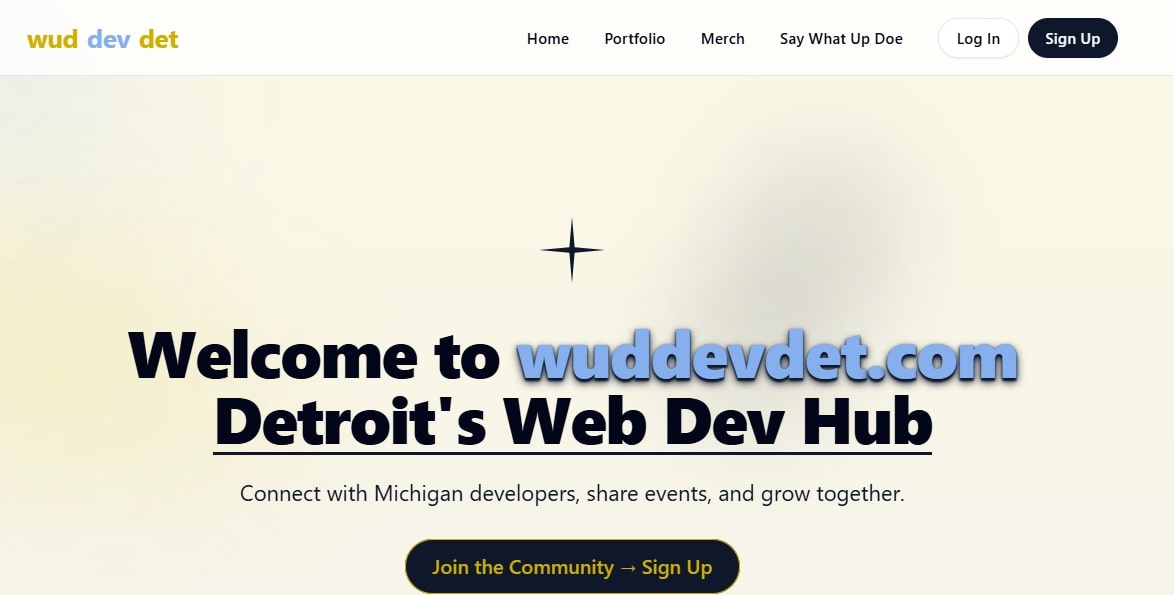 wud dev det
Home Portfolio Merch Say What Up Doe Log In Sign Up
Welcome to wuddevdet.com
Detroit's Web Dev Hub
Connect with Michigan developers, share events, and grow together.
Join the Community → Sign Up